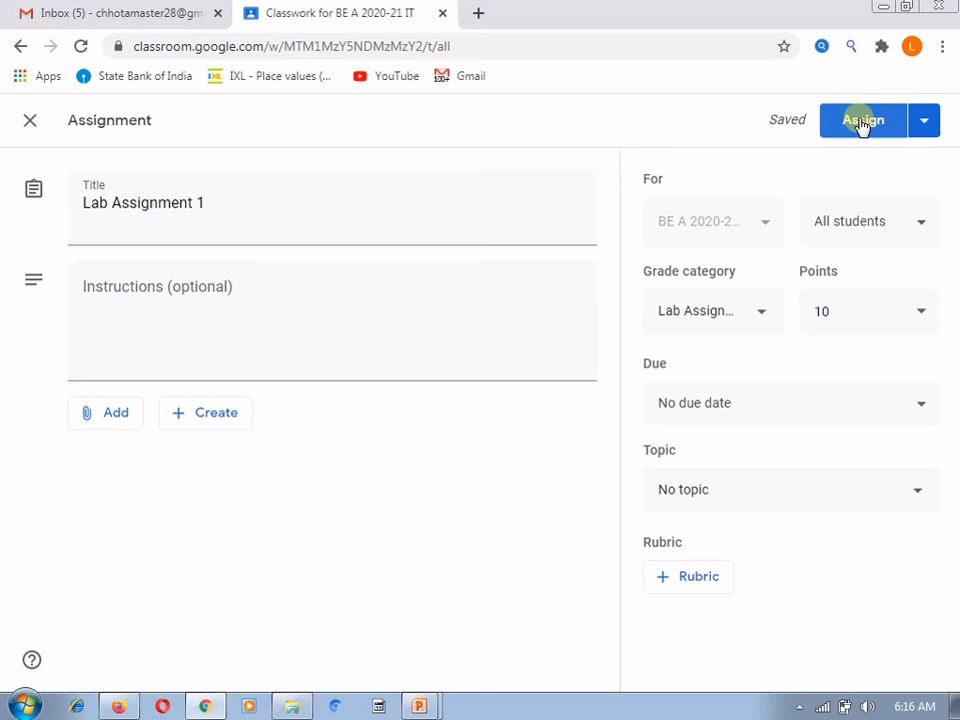 Inbox (5) - chhotamaster28@gm
Classwork for BE A 2020-21 IT
classroom.google.com/w/MTM1MzY5NDMzMzY2/t/all
L
Apps
State Bank of India
IXL - Place values (...
YouTube
100+
Gmail
Assignment
Saved
Assign
Title
Lab Assignment 1
Instructions (optional)
Add
Create
For
BE A 2020-2...
All students
Grade category
Points
Lab Assign...
10
Due
No due date
Topic
No topic
Rubric
Rubric
6:16 AM